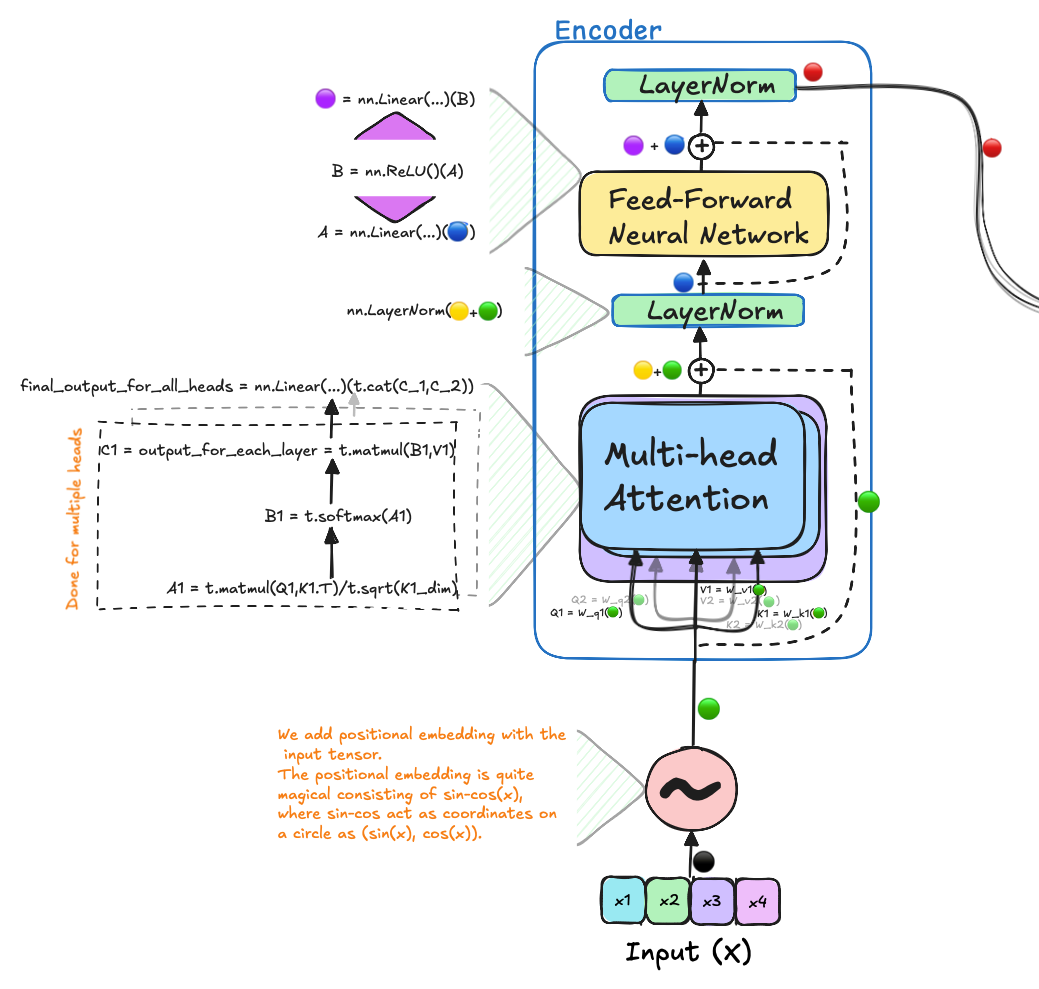 Encoder
LayerNorm
= nn.Linear(...)(B)
+
+
B = nn.ReLU()(A)
A = nn.Linear(...)( )
Feed-Forward
Neural Network
nn.LayerNorm( + )
LayerNorm
+
+
final_output_for_all_heads = nn.Linear(...)(t.cat(C_1,C_2))
Done for multiple heads
C1 = output_for_each_layer = t.matmul(B1,V1)
B1 = t.softmax(A1)
A1 = t.matmul(Q1,K1.T)/t.sqrt(K1_dim)
Multi-head
Attention
V1 = W_v1( )
Q2 = W_q2( )
V2 = W_v2( )
Q1 = W_q1( )
K1 = W_k1( )
K2 = W_k2( )
We add positional embedding with the
input tensor.
The positional embedding is quite
magical consisting of sin-cos(x),
where sin-cos act as coordinates on
a circle as (sin(x), cos(x)).
~
x1 x2 x3 x4
Input (X)